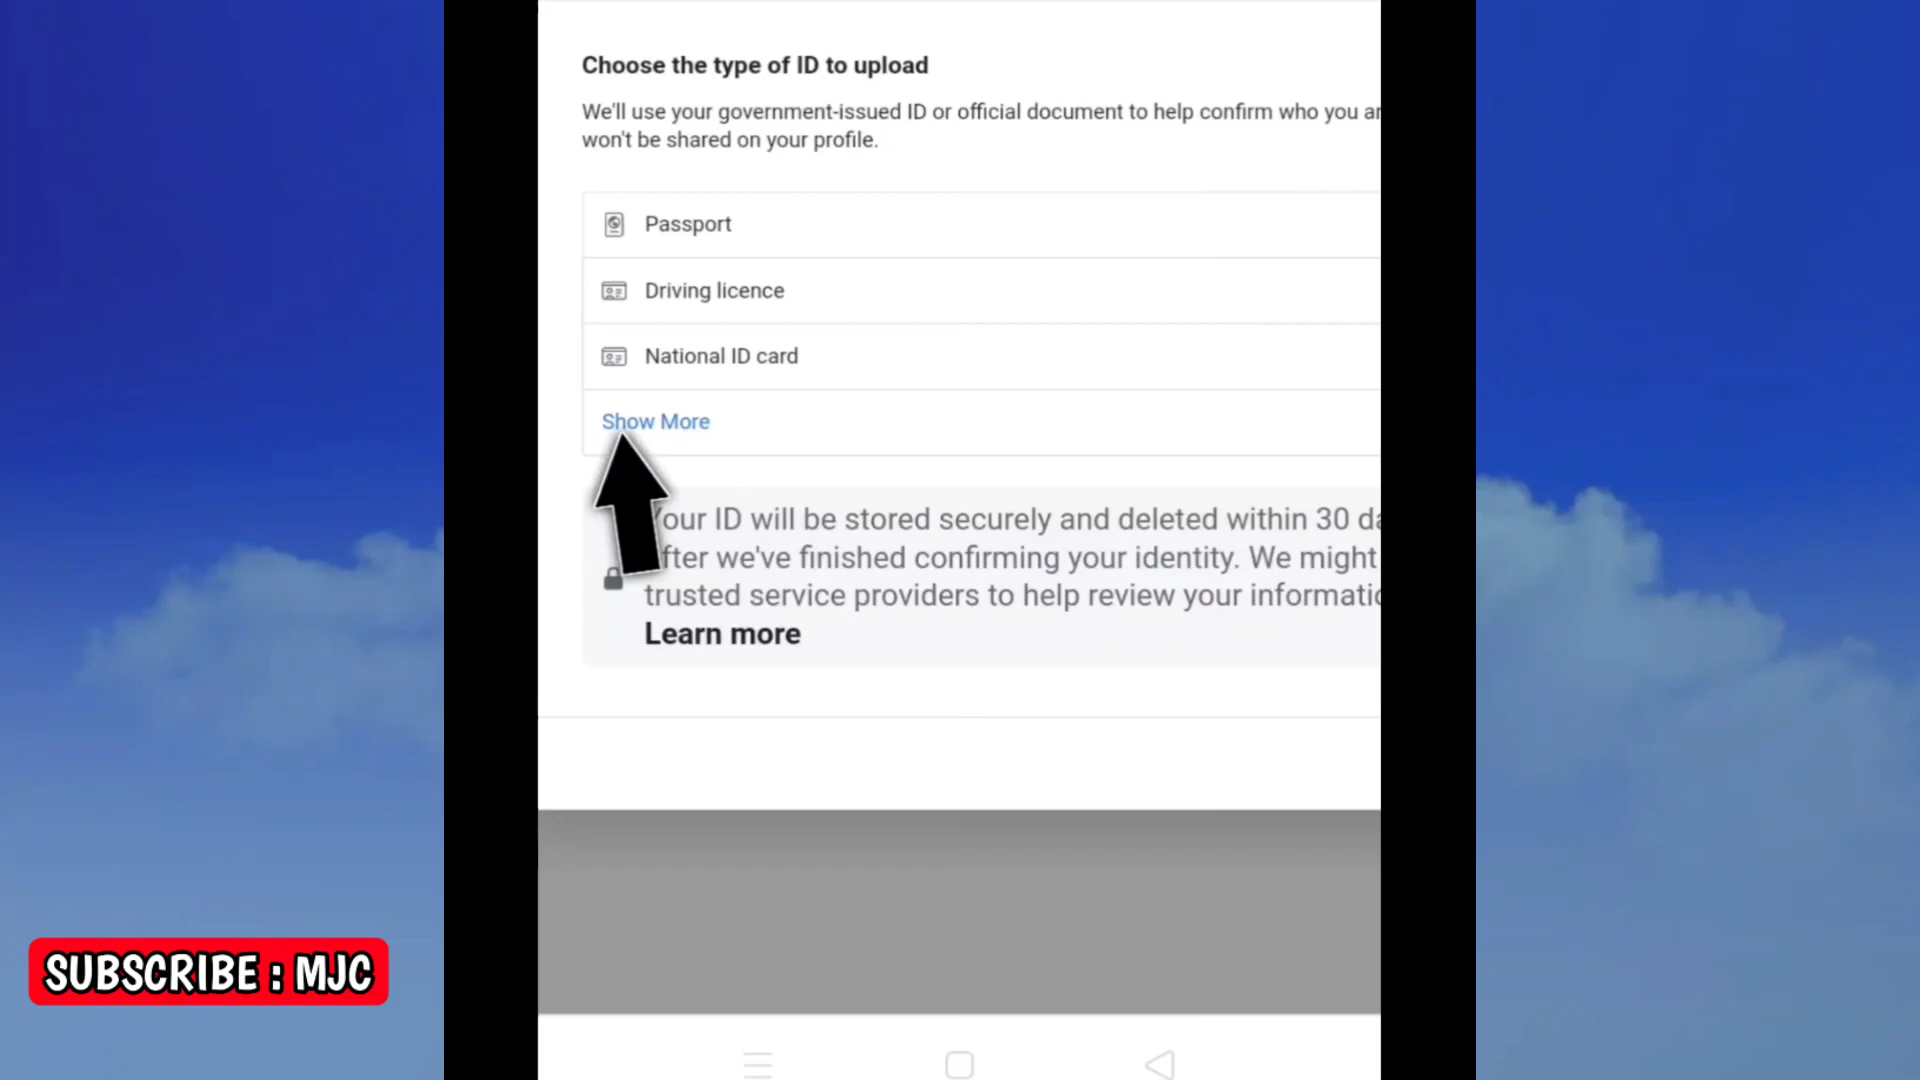 Choose the type of ID to upload
We'll use your government-issued ID or official document to help confirm who you ar
won't be shared on your profile.
Passport
Driving licence
National ID card
Show More
our ID will be stored securely and deleted within 30 da
fter we've finished confirming your identity. We might
trusted service providers to help review your informatio
Learn more
SUBSCRIBE : MJC